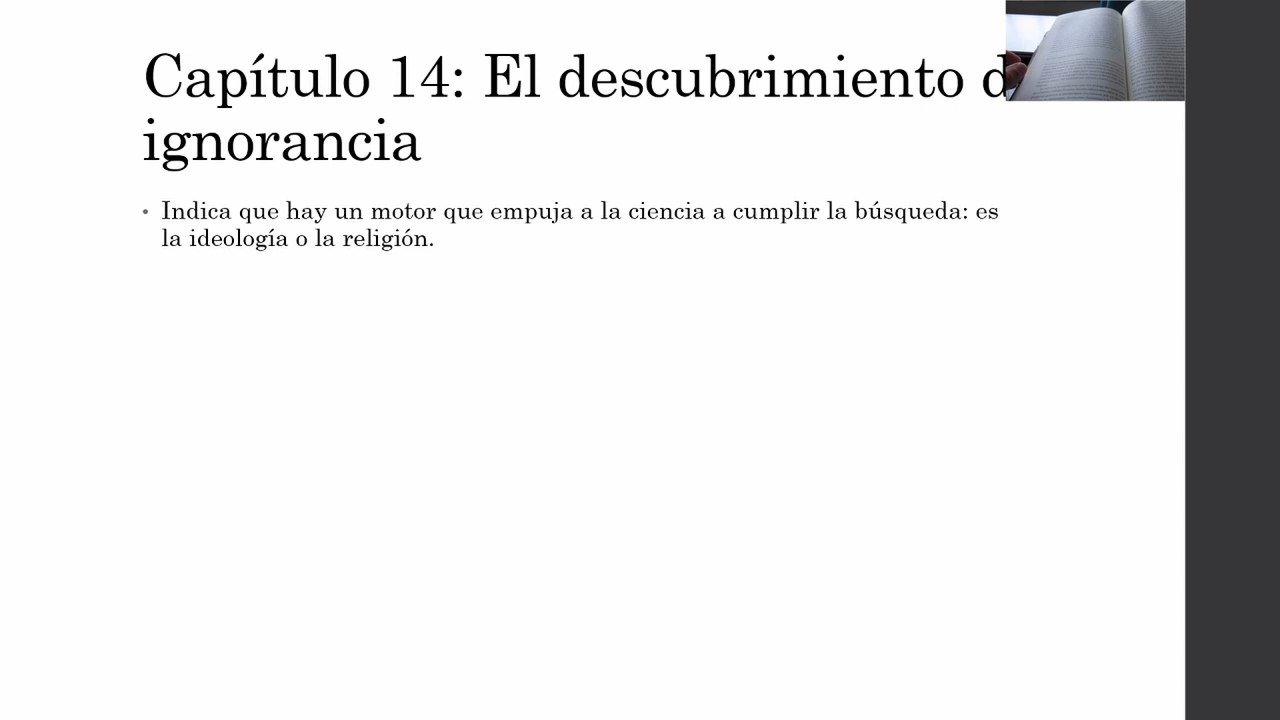 Capítulo 14: El descubrimiento
ignorancia
• Indica que hay un motor que empuja a la ciencia a cumplir la búsqueda: es
la ideología o la religión.